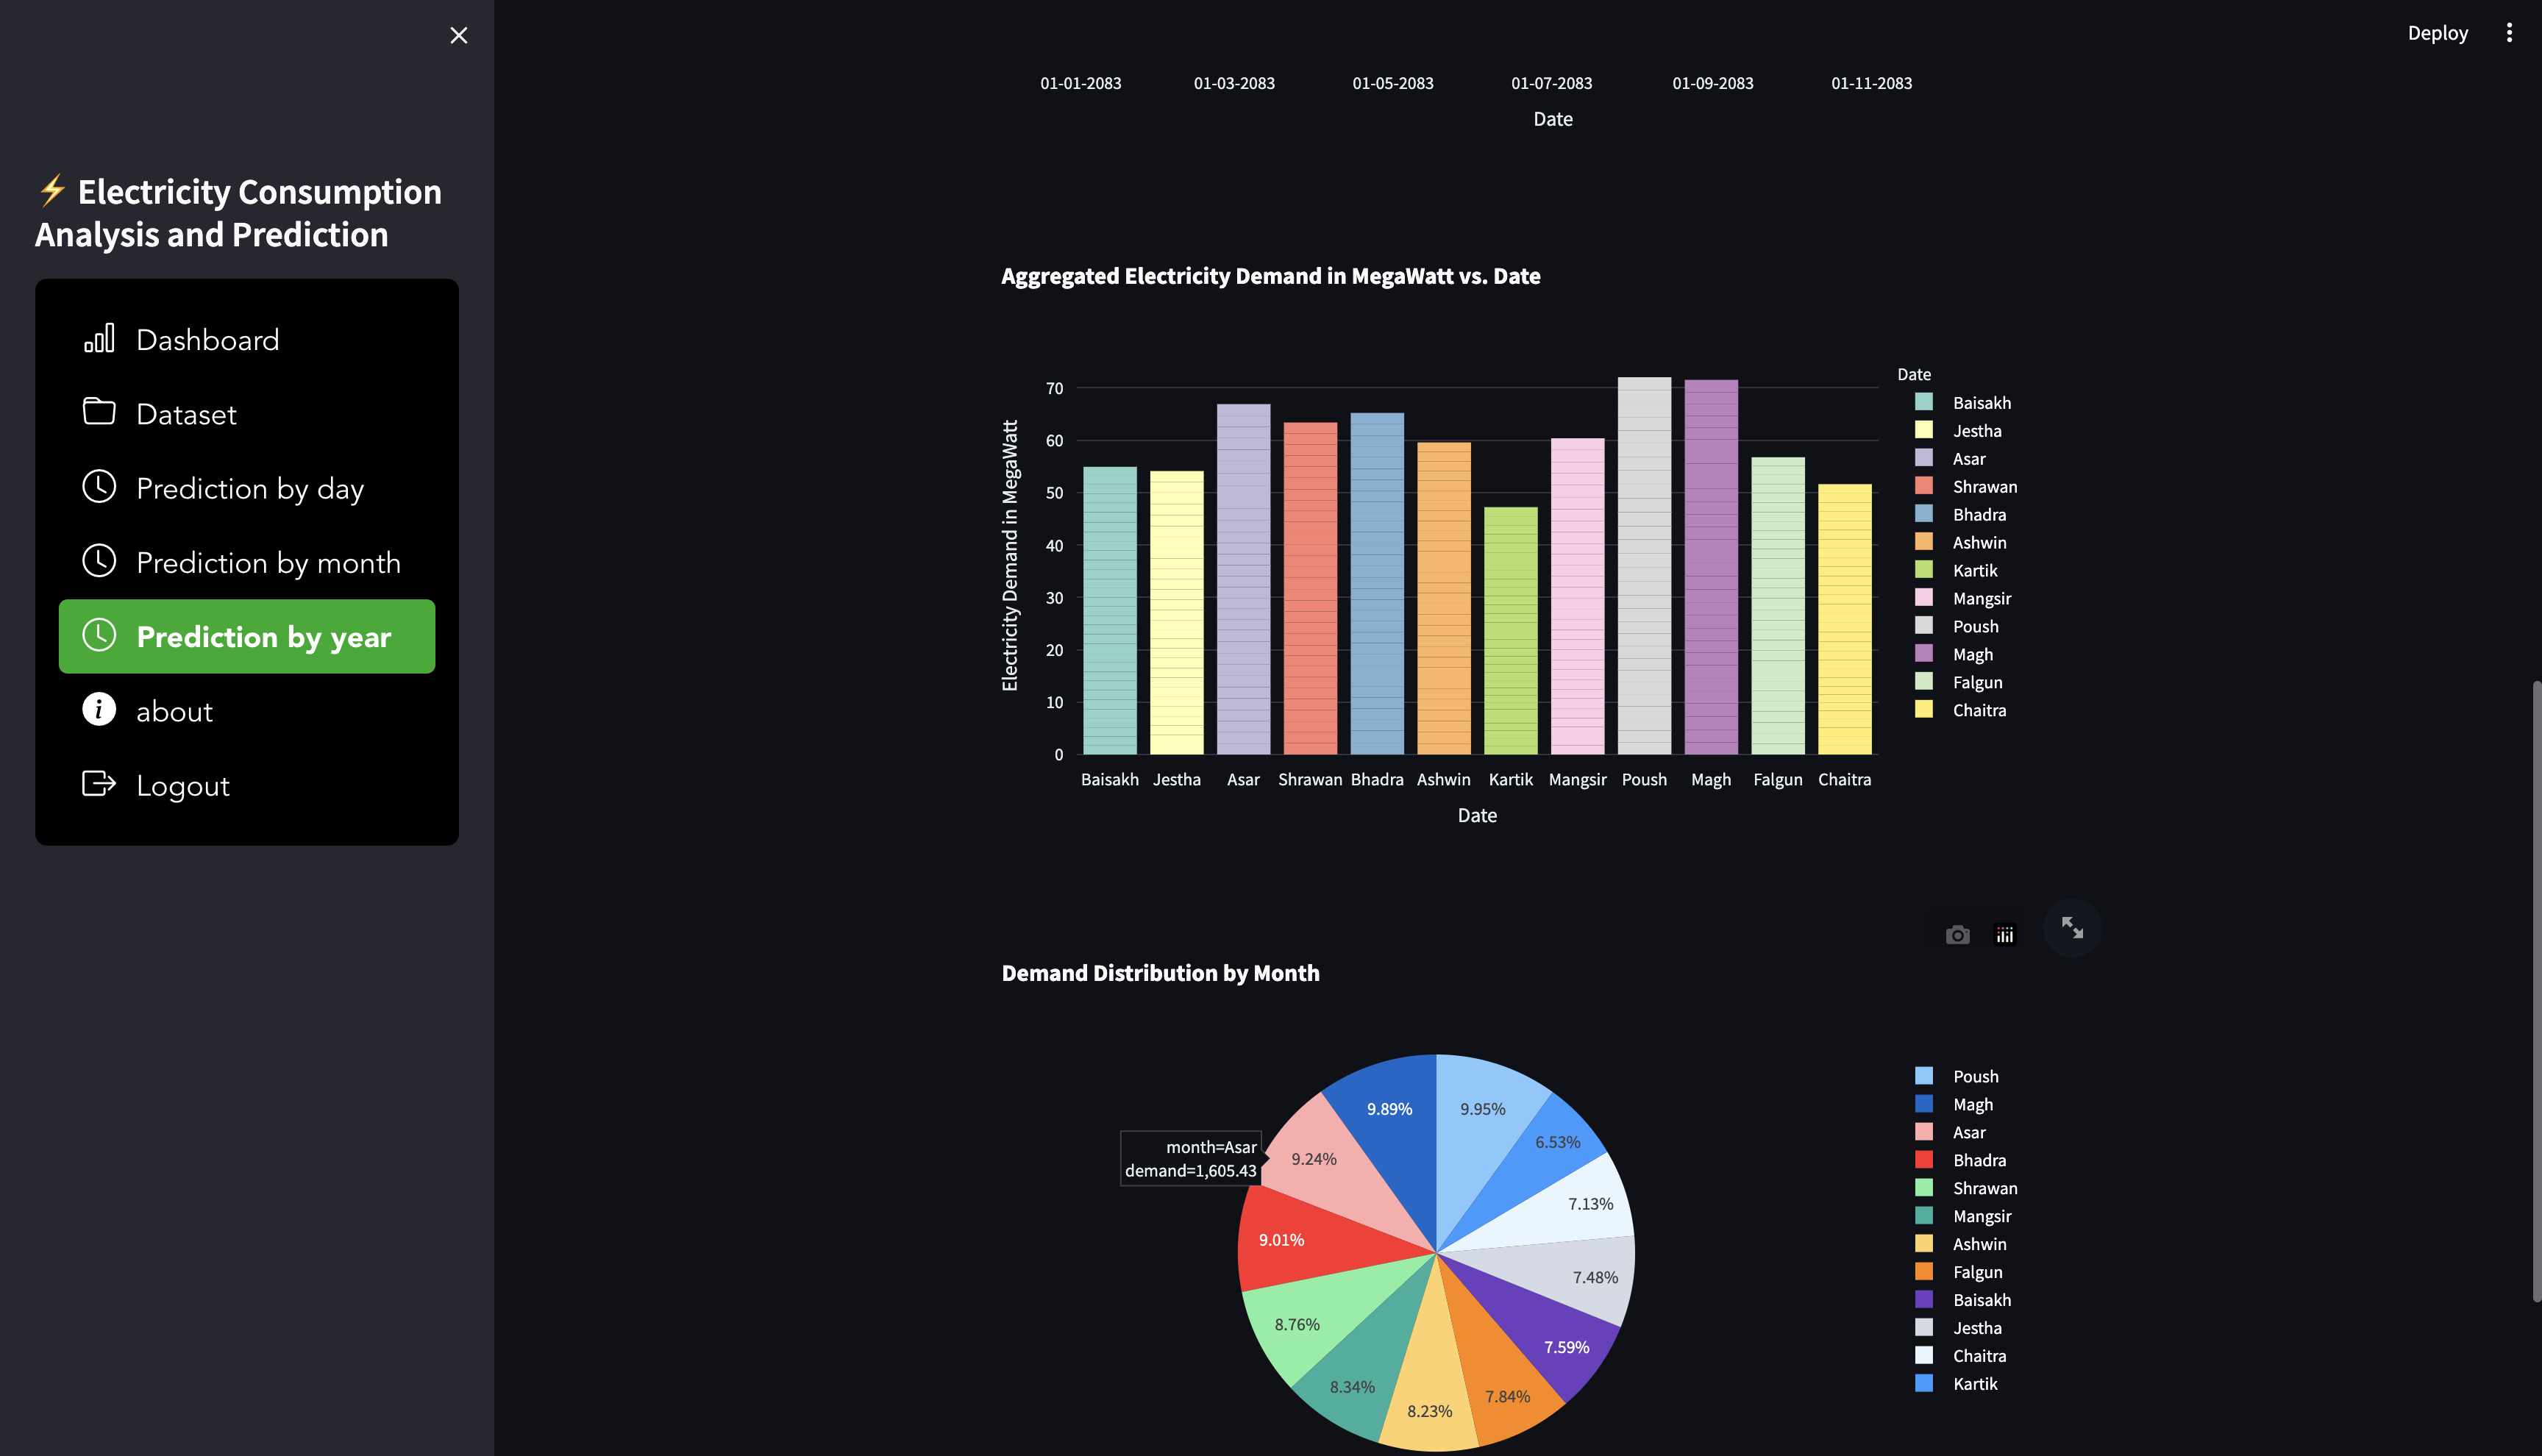 Deploy
⚡ Electricity Consumption
Analysis and Prediction
Dashboard
Dataset
Prediction by day
Prediction by month
Prediction by year
about
Logout
01-01-2083 01-03-2083 01-05-2083 01-07-2083 01-09-2083 01-11-2083
Date
Aggregated Electricity Demand in MegaWatt vs. Date
Electricity Demand in MegaWatt
70
60
50
40
30
20
10
0
Baisakh Jestha Asar Shrawan Bhadra Ashwin Kartik Mangsir Poush Magh Falgun Chaitra
Date
Date
Baisakh
Jestha
Asar
Shrawan
Bhadra
Ashwin
Kartik
Mangsir
Poush
Magh
Falgun
Chaitra
Demand Distribution by Month
9.95%
6.53%
7.13%
7.48%
7.59%
7.84%
8.23%
8.34%
8.76%
9.01%
9.24%
9.89%
month=Asar
demand=1,605.43
Poush
Magh
Asar
Bhadra
Shrawan
Mangsir
Ashwin
Falgun
Baisakh
Jestha
Chaitra
Kartik